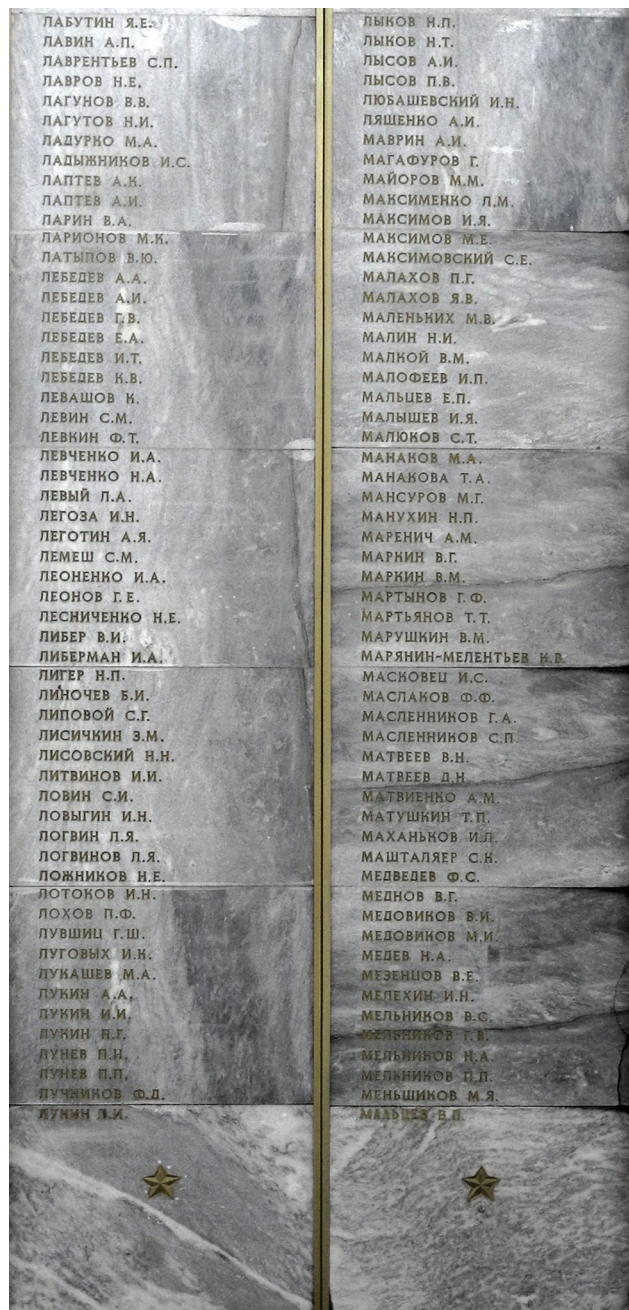 ЛАБУТИН Я.Е.
ЛАВИН А.П.
ЛАВРЕНТЬЕВ С.П.
ЛАВРОВ Н.Е.
ЛАГУНОВ В.В.
ЛАГУТОВ Н.И.
ЛАДУРКО М.А.
ЛАДЫЖНИКОВ И.С.
ЛАПТЕВ А.К.
ЛАПТЕВ А.И.
ЛАРИН В.А.
ЛАРИОНОВ М.К.
ЛАТЫПОВ В.Ю.
ЛЕБЕДЕВ А.А.
ЛЕБЕДЕВ А.И.
ЛЕБЕДЕВ Г.В.
ЛЕБЕДЕВ Е.А.
ЛЕБЕДЕВ И.Т.
ЛЕБЕДЕВ К.В.
ЛЕВАШОВ К.
ЛЕВИН С.М.
ЛЕВКИН Ф.Т.
ЛЕВЧЕНКО И.А.
ЛЕВЧЕНКО Н.А.
ЛЕВЫЙ Л.А.
ЛЕГОЗА И.Н.
ЛЕГОТИН А.Я.
ЛЕМЕШ С.М.
ЛЕОНЕНКО И.А.
ЛЕОНОВ Г.Е.
ЛЕСНИЧЕНКО Н.Е.
ЛИБЕР В.И.
ЛИБЕРМАН И.А.
ЛИГЕР Н.П.
ЛИНОЧЕВ Б.И.
ЛИПОВОЙ С.Г.
ЛИСИЧКИН З.М.
ЛИСОВСКИЙ Н.Н.
ЛИТВИНОВ И.И.
ЛОВИН С.И.
ЛОВЫГИН И.Н.
ЛОГВИН Л.Я.
ЛОГВИНОВ Л.Я.
ЛОЖНИКОВ Н.Е.
ЛОТОКОВ И.Н.
ЛОХОВ П.Ф.
ЛУВШИЦ Г.Ш.
ЛУГОВЫХ И.К.
ЛУКАШЕВ М.А.
ЛУКИН А.А.
ЛУКИН И.И.
ЛУКИН П.Г.
ЛУНЕВ П.Н.
ЛУНЕВ П.П.
ЛУЧНИКОВ Ф.Д.
ЛУКИН П.И.
ЛЫКОВ Н.П.
ЛЫКОВ Н.Т.
ЛЫСОВ А.И.
ЛЫСОВ П.В.
ЛЮБАШЕВСКИЙ И.Н.
ЛЯЩЕНКО А.И.
МАВРИН А.И.
МАГАФУРОВ Г.
МАЙОРОВ М.М.
МАКСИМЕНКО Л.М.
МАКСИМОВ И.Я.
МАКСИМОВ М.Е.
МАКСИМОВСКИЙ С.Е.
МАЛАХОВ П.Г.
МАЛАХОВ Я.В.
МАЛЕНЬКИХ М.В.
МАЛИН Н.И.
МАЛКОЙ В.М.
МАЛОФЕЕВ И.П.
МАЛЬЦЕВ Е.П.
МАЛЫШЕВ И.Я.
МАЛЮКОВ С.Т.
МАНАКОВ М.А.
МАНАКОВА Т.А.
МАНСУРОВ М.Г.
МАНУХИН Н.П.
МАРЕНИЧ А.М.
МАРКИН В.Г.
МАРКИН В.М.
МАРТЫНОВ Г.Ф.
МАРТЬЯНОВ Т.Т.
МАРУШКИН В.М.
МАРЯНИН-МЕЛЕНТЬЕВ
МАСКОВЕЦ И.С.
МАСЛАКОВ Ф.Ф.
МАСЛЕННИКОВ Г.А.
МАСЛЕННИКОВ С.П.
МАТВЕЕВ В.Н.
МАТВЕЕВ Д.Н.
МАТВИЕНКО А.М.
МАТУШКИН Т.П.
МАХАНЬКОВ И.Л.
МАШТАЛЯЕР С.К.
МЕДВЕДЕВ Ф.С.
МЕДНОВ В.Г.
МЕДОВИКОВ В.И.
МЕДОВИКОВ М.И.
МЕДЕВ Н.А.
МЕЗЕНЦОВ В.Е.
МЕЛЕХИН И.Н.
МЕЛЬНИКОВ В.С.
МЕЛЬНИКОВ Г.В.
МЕЛЬНИКОВ Н.А.
МЕЛЬНИКОВ П.П.
МЕНЬШИКОВ М.Я.
МАЛЬЦЕВ В.П.